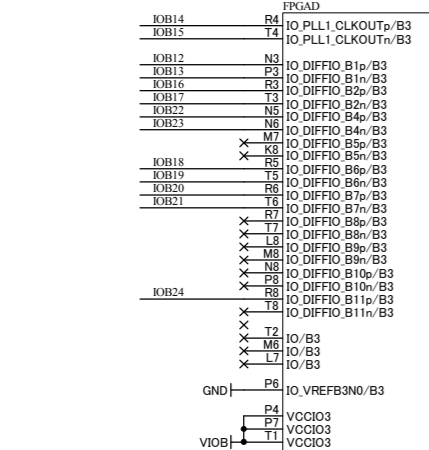 FPGAD
IOB14 R4 IO_PLL1_CLKOUTp/B3
IOB15 T4 IO_PLL1_CLKOUTn/B3
IOB12 N3 IO_DIFFIO_B1p/B3
IOB13 P3 IO_DIFFIO_B1n/B3
IOB16 R3 IO_DIFFIO_B2p/B3
IOB17 T3 IO_DIFFIO_B2n/B3
IOB22 N5 IO_DIFFIO_B4p/B3
IOB23 N6 IO_DIFFIO_B4n/B3
M7 IO_DIFFIO_B5p/B3
K8 IO_DIFFIO_B5n/B3
IOB18 R5 IO_DIFFIO_B6p/B3
IOB19 T5 IO_DIFFIO_B6n/B3
IOB20 R6 IO_DIFFIO_B7p/B3
IOB21 T6 IO_DIFFIO_B7n/B3
R7 IO_DIFFIO_B8p/B3
T7 IO_DIFFIO_B8n/B3
L8 IO_DIFFIO_B9p/B3
M8 IO_DIFFIO_B9n/B3
N8 IO_DIFFIO_B10p/B3
P8 IO_DIFFIO_B10n/B3
IOB24 R8 IO_DIFFIO_B11p/B3
T8 IO_DIFFIO_B11n/B3
T2 IO/B3
M6 IO/B3
L7 IO/B3
GND P6 IO_VREFB3N0/B3
P4 VCCIO3
P7 VCCIO3
VIOB T1 VCCIO3